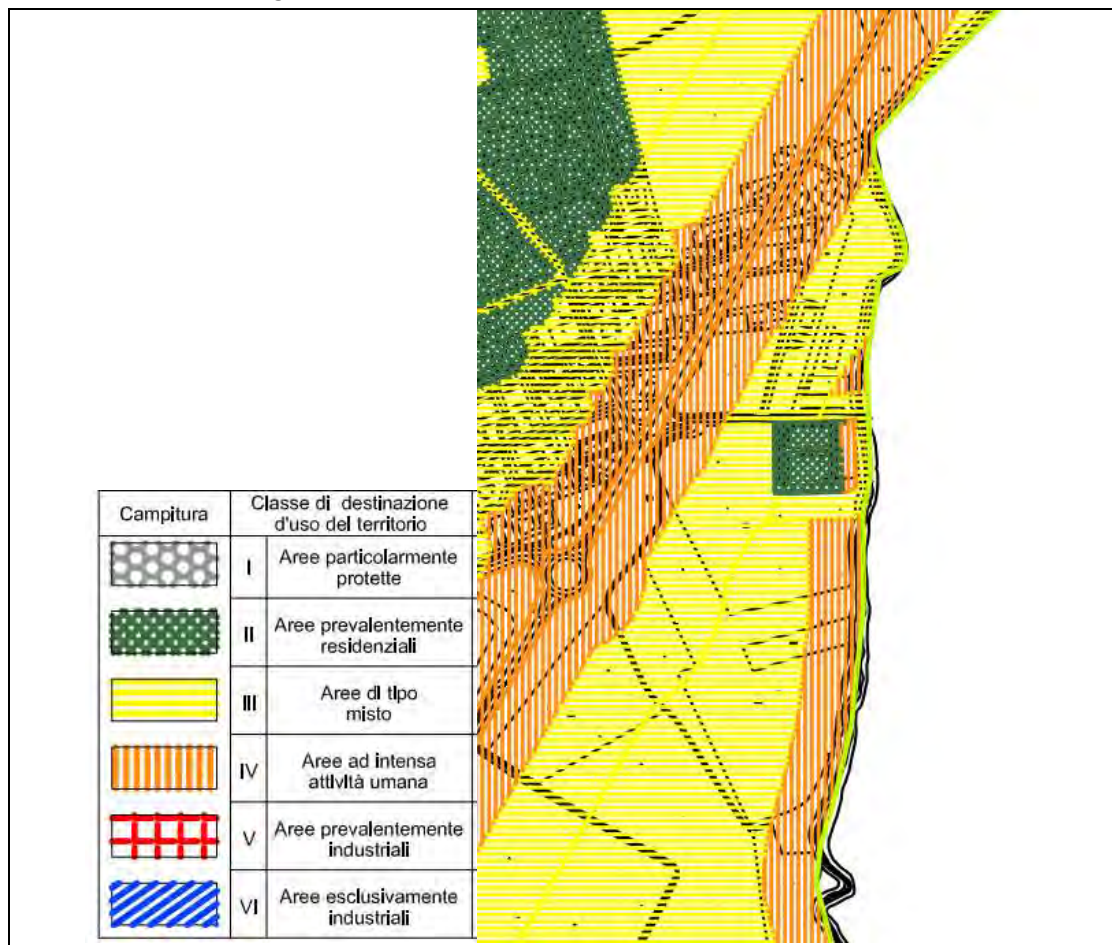 Campitura
Classe di destinazione
d'uso del territorio
I
Aree particolarmente
protette
II
Aree prevalentemente
residenziali
III
Aree di tipo
misto
IV
Aree ad intensa
attività umana
V
Aree prevalentemente
industriali
VI
Aree esclusivamente
industriali